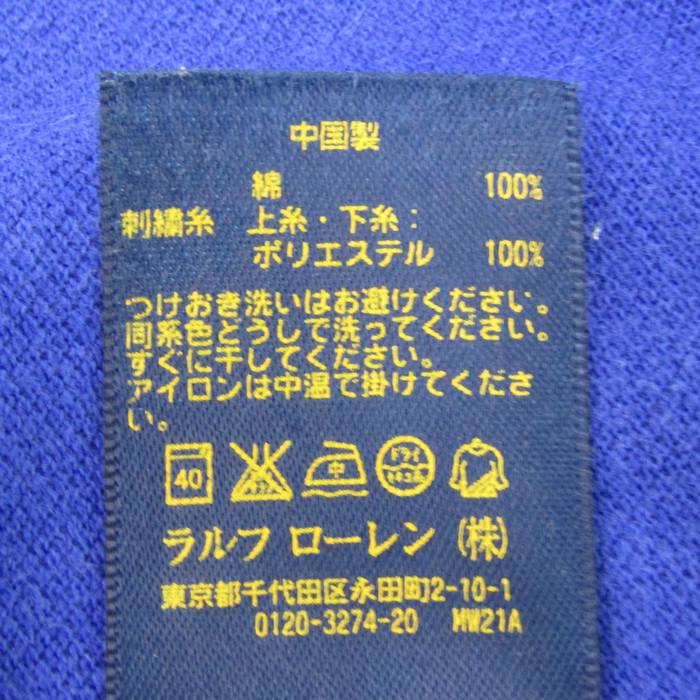 中国製
綿 100%
刺繍糸 上糸・下糸:
ポリエステル 100%
つけおき洗いはお避けください。
同系色どうしで洗ってください。
すぐに干してください。
アイロンは中温で掛けてくださ
い。
40 中 ドライ
ラルフ ローレン (株)
東京都千代田区永田町2-10-1
0120-3274-20 MW21A